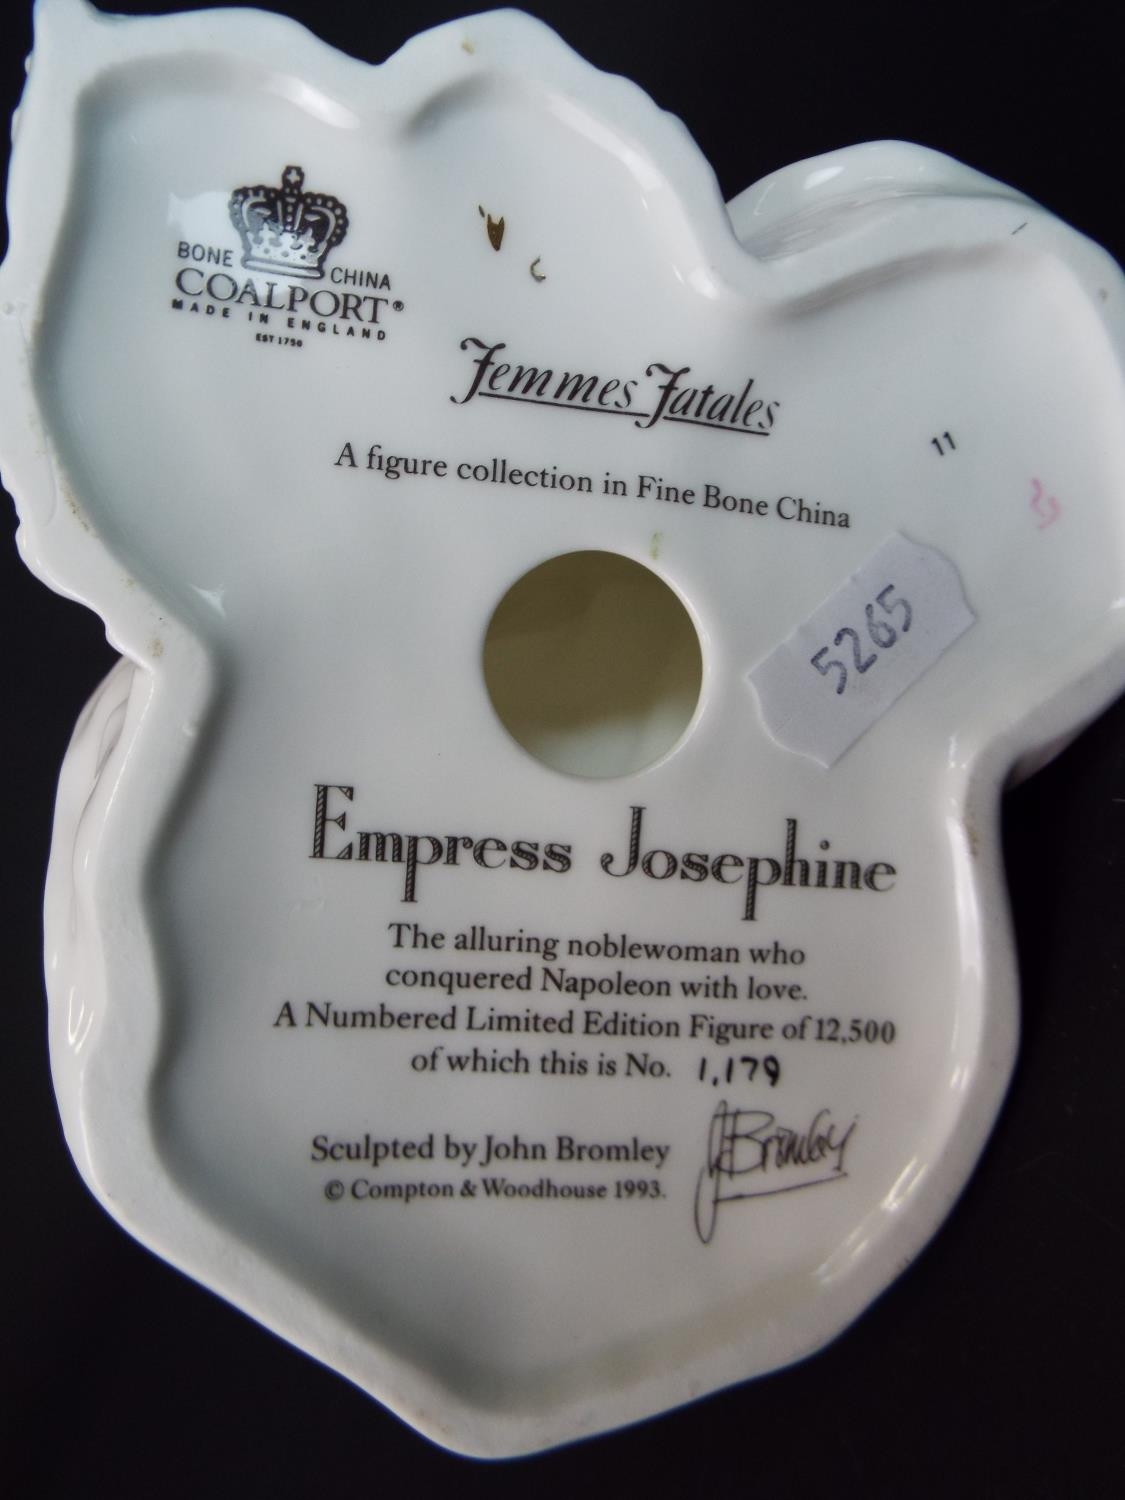 BONE CHINA
COALPORT®
MADE IN ENGLAND
EST 1750
Femmes Fatales
A figure collection in Fine Bone China
11
5265
Empress Josephine
The alluring noblewoman who
conquered Napoleon with love.
A Numbered Limited Edition Figure of 12,500
of which this is No. 1,179
Sculpted by John Bromley
© Compton & Woodhouse 1993.
J Bromley